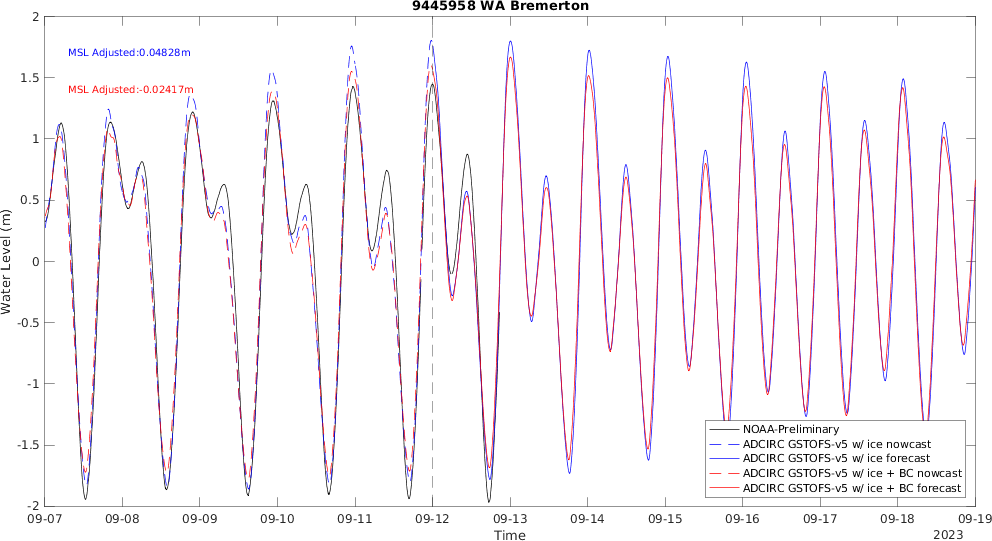 9445958 WA Bremerton
MSL Adjusted:0.04828m
MSL Adjusted:-0.02417m
Water Level (m)
2
1.5
1
0.5
0
-0.5
-1
-1.5
-2
NOAA-Preliminary
ADCIRC GSTOFS-v5 w/ ice nowcast
ADCIRC GSTOFS-v5 w/ ice forecast
ADCIRC GSTOFS-v5 w/ ice + BC nowcast
ADCIRC GSTOFS-v5 w/ ice + BC forecast
09-07 09-08 09-09 09-10 09-11 09-12 09-13 09-14 09-15 09-16 09-17 09-18 09-19
Time
2023